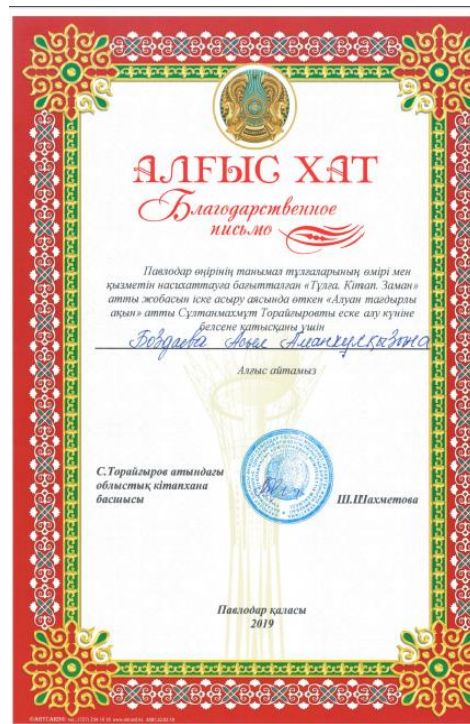 АЛҒЫС ХАТ
Благодарственное
письмо
Павлодар өңірінің танымал тұлғаларының өмірі мен
қызметін насихаттауға бағытталған «Тұлға. Кітап. Заман»
атты жобасын іске асыру аясында өткен «Алуан тағдырлы
ақын» атты Сұлтанмахмұт Торайғыровты еске алу күніне
белсене қатысқаны үшін
Боздаева Асыл Аманкулқызына
Алғыс айтамыз
С.Торайғыров атындағы
облыстық кітапхана
басшысы
Ш.Шахметова
Павлодар қаласы
2019